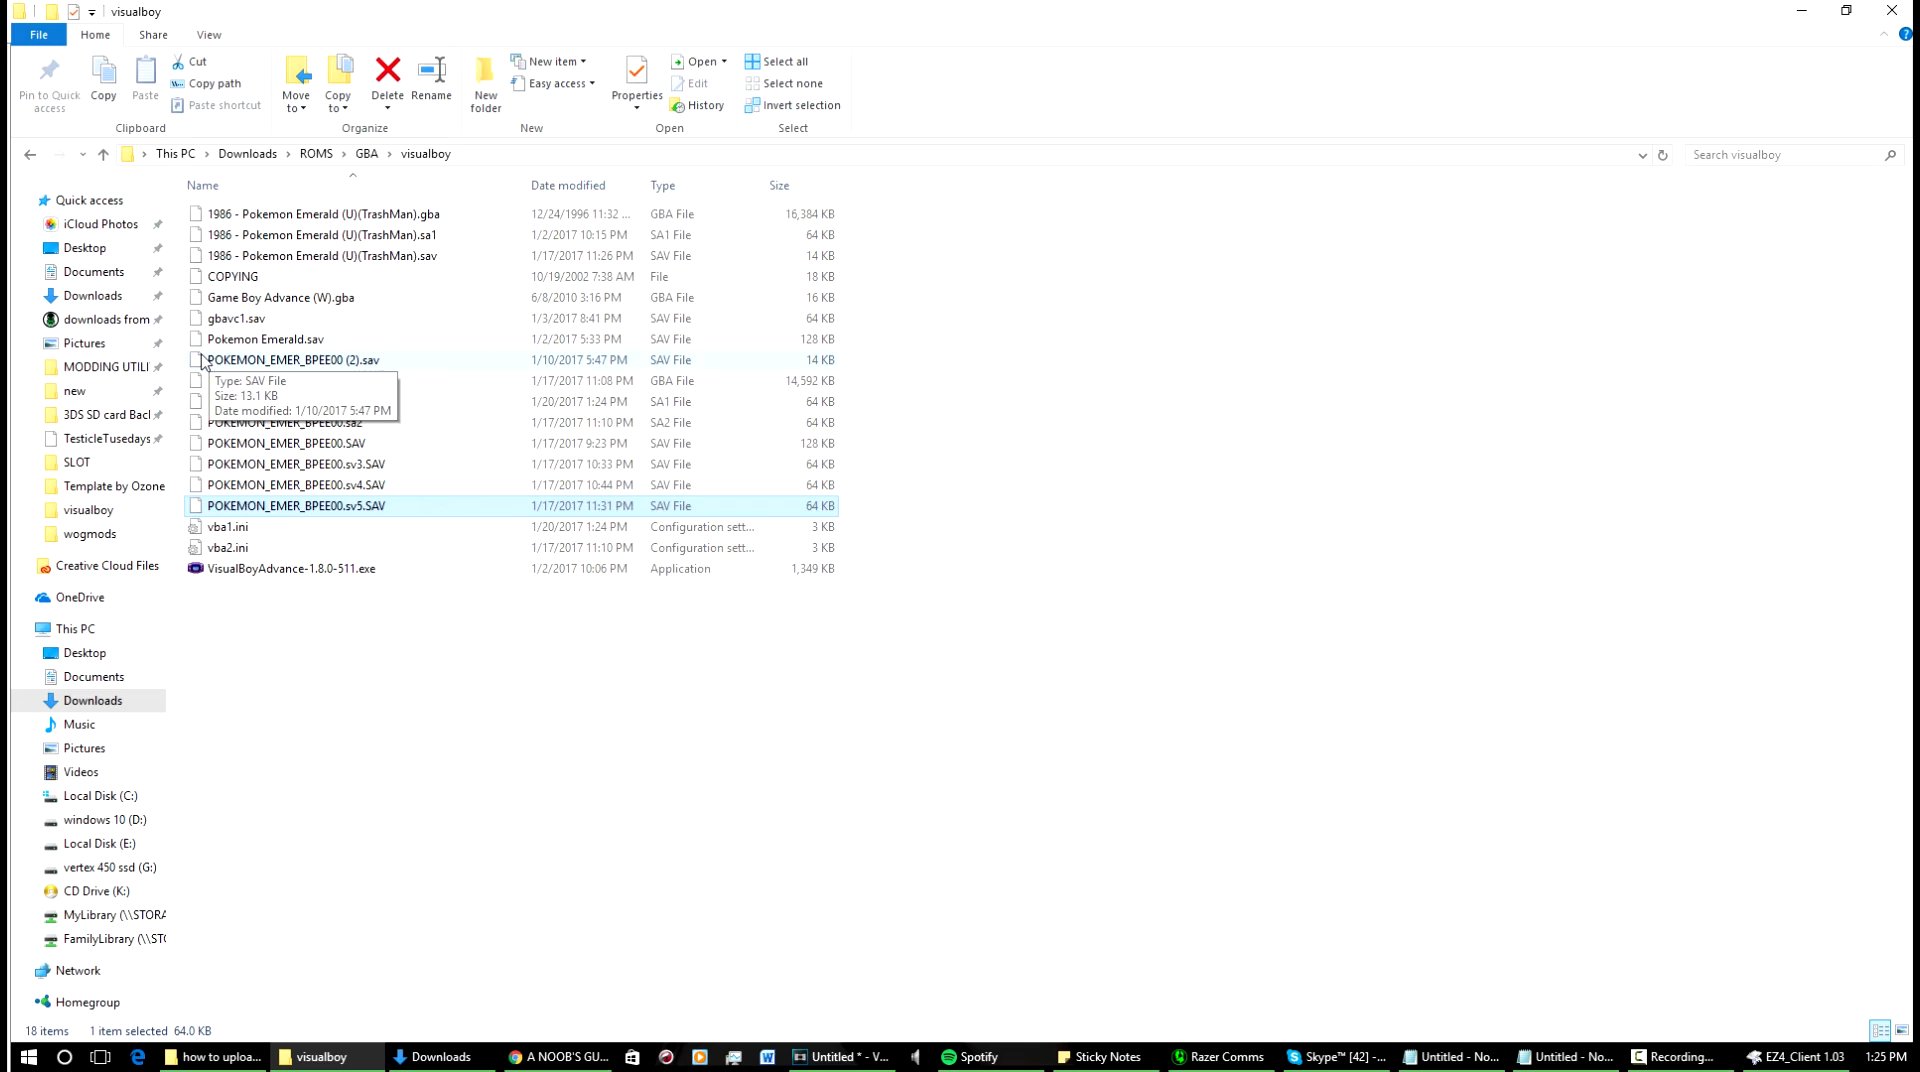 visualboy
File Home Share View
Pin to Quick access
Copy
Paste
Cut
Copy path
Paste shortcut
Clipboard
Move to
Copy to
Delete
Rename
Organize
New folder
New item
Easy access
New
Properties
Open
Edit
History
Open
Select all
Select none
Invert selection
Select
This PC > Downloads > ROMS > GBA > visualboy
Search visualboy
Name Date modified Type Size
1986 - Pokemon Emerald (U)(TrashMan).gba 12/24/1996 11:32 ... GBA File 16,384 KB
1986 - Pokemon Emerald (U)(TrashMan).sa1 1/2/2017 10:15 PM SA1 File 64 KB
1986 - Pokemon Emerald (U)(TrashMan).sav 1/17/2017 11:26 PM SAV File 14 KB
COPYING 10/19/2002 7:38 AM File 18 KB
Game Boy Advance (W).gba 6/8/2010 3:16 PM GBA File 16 KB
gbavc1.sav 1/3/2017 8:41 PM SAV File 64 KB
Pokemon Emerald.sav 1/2/2017 5:33 PM SAV File 128 KB
POKEMON_EMER_BPEE00 (2).sav 1/10/2017 5:47 PM SAV File 14 KB
1/17/2017 11:08 PM GBA File 14,592 KB
1/20/2017 1:24 PM SA1 File 64 KB
POKEMON_EMER_BPEE00.sa2 1/17/2017 11:10 PM SA2 File 64 KB
POKEMON_EMER_BPEE00.SAV 1/17/2017 9:23 PM SAV File 128 KB
POKEMON_EMER_BPEE00.sv3.SAV 1/17/2017 10:33 PM SAV File 64 KB
POKEMON_EMER_BPEE00.sv4.SAV 1/17/2017 10:44 PM SAV File 64 KB
POKEMON_EMER_BPEE00.sv5.SAV 1/17/2017 11:31 PM SAV File 64 KB
vba1.ini 1/20/2017 1:24 PM Configuration sett... 3 KB
vba2.ini 1/17/2017 11:10 PM Configuration sett... 3 KB
VisualBoyAdvance-1.8.0-511.exe 1/2/2017 10:06 PM Application 1,349 KB
Type: SAV File
Size: 13.1 KB
Date modified: 1/10/2017 5:47 PM
Quick access
iCloud Photos
Desktop
Documents
Downloads
downloads from
Pictures
MODDING UTILI
new
3DS SD card Bacl
TesticleTusedays
SLOT
Template by Ozone
visualboy
wogmods
Creative Cloud Files
OneDrive
This PC
Desktop
Documents
Downloads
Music
Pictures
Videos
Local Disk (C:)
windows 10 (D:)
Local Disk (E:)
vertex 450 ssd (G:)
CD Drive (K:)
MyLibrary (\\STORA
FamilyLibrary (\\STO
Network
Homegroup
18 items 1 item selected 64.0 KB
how to uploa... visualboy Downloads A NOOB'S GU... Untitled * - V... Spotify Sticky Notes Razer Comms Skype™ [42] -... Untitled - No... Untitled - No... Recording... EZ4_Client 1.03 1:25 PM